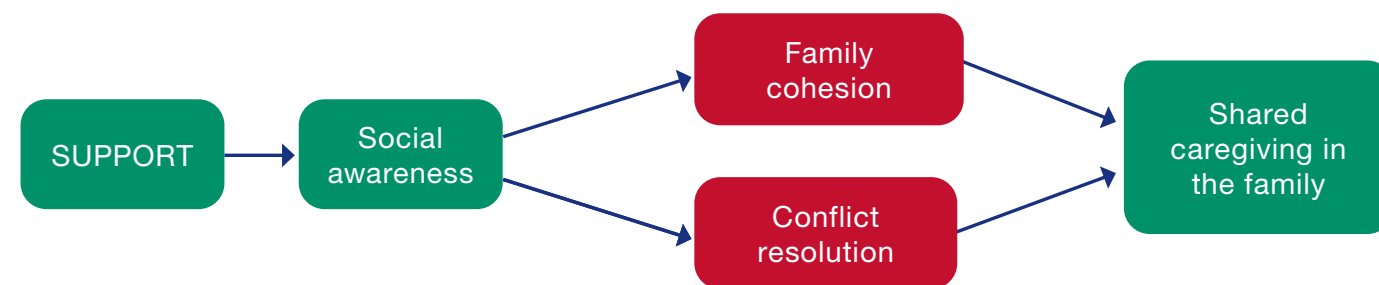 SUPPORT
Social
awareness
Family
cohesion
Conflict
resolution
Shared
caregiving in
the family